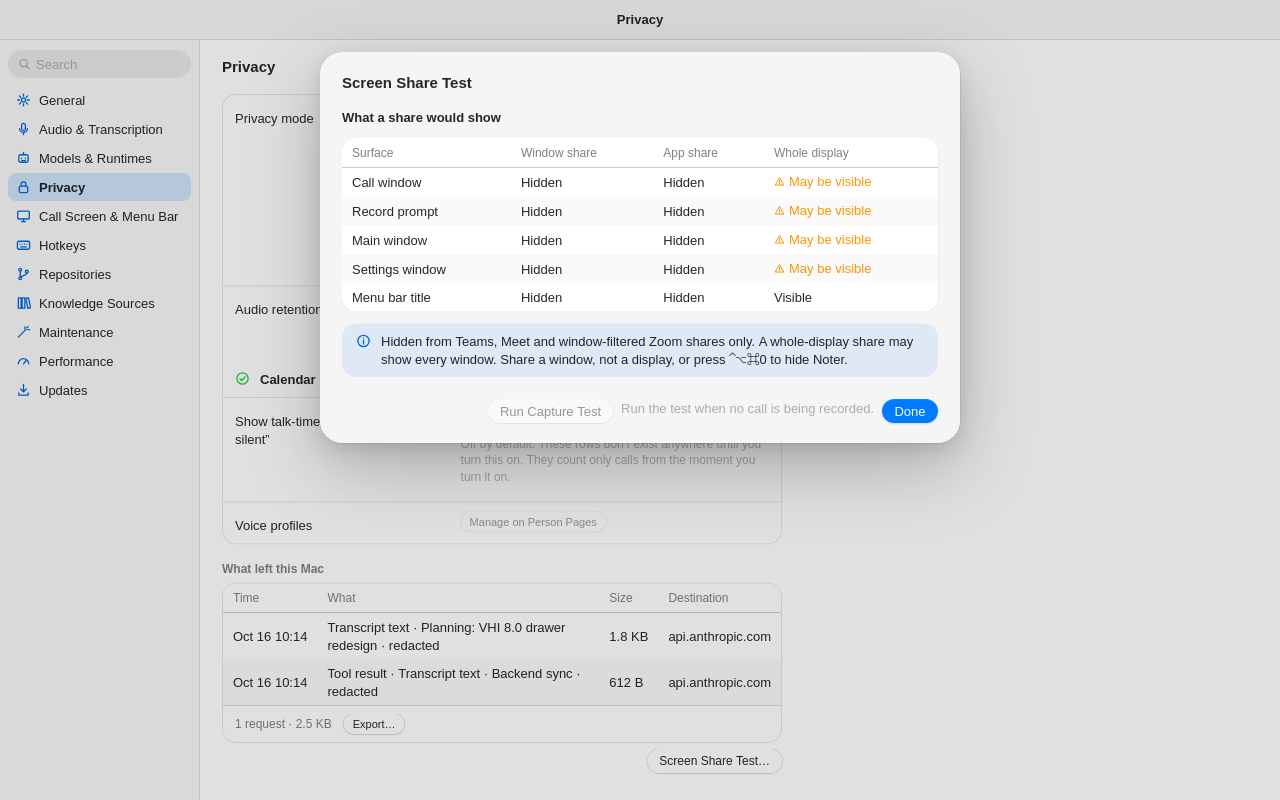 Privacy
Search
General
Audio & Transcription
Models & Runtimes
Privacy
Call Screen & Menu Bar
Hotkeys
Repositories
Knowledge Sources
Maintenance
Performance
Updates
Privacy
Privacy mode
Audio retention
Calendar
Show talk-time
silent”
Off by default. These rows don't exist anywhere until you
turn this on. They count only calls from the moment you
turn it on.
Voice profiles
Manage on Person Pages
What left this Mac
Time What Size Destination
Oct 16 10:14 Transcript text · Planning: VHI 8.0 drawer redesign · redacted 1.8 KB api.anthropic.com
Oct 16 10:14 Tool result · Transcript text · Backend sync · redacted 612 B api.anthropic.com
1 request · 2.5 KB Export…
Screen Share Test…
Screen Share Test
What a share would show
Surface Window share App share Whole display
Call window Hidden Hidden May be visible
Record prompt Hidden Hidden May be visible
Main window Hidden Hidden May be visible
Settings window Hidden Hidden May be visible
Menu bar title Hidden Hidden Visible
Hidden from Teams, Meet and window-filtered Zoom shares only. A whole-display share may
show every window. Share a window, not a display, or press ⌃⌥⌘0 to hide Noter.
Run Capture Test Run the test when no call is being recorded. Done